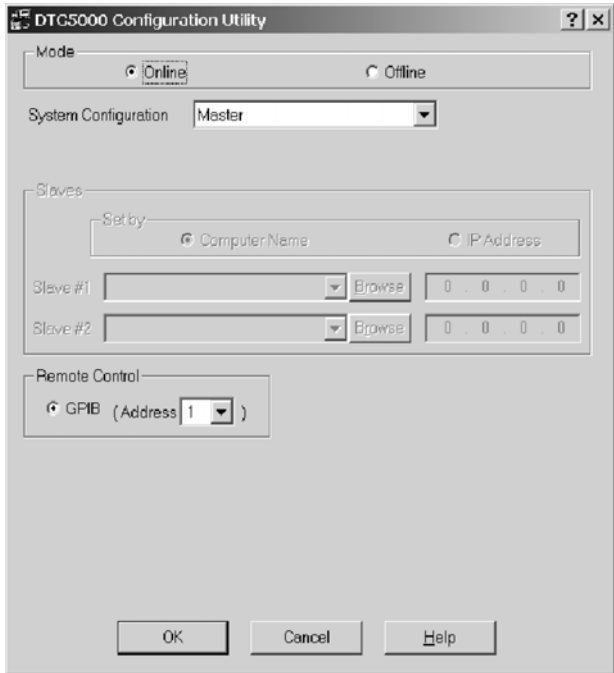 DTG5000 Configuration Utility
Mode
Online
Offline
System Configuration
Master
Slaves
Set by
Computer Name
IP Address
Slave #1
Browse
0 . 0 . 0 . 0
Slave #2
Browse
0 . 0 . 0 . 0
Remote Control
GPIB (Address 1 )
OK
Cancel
Help